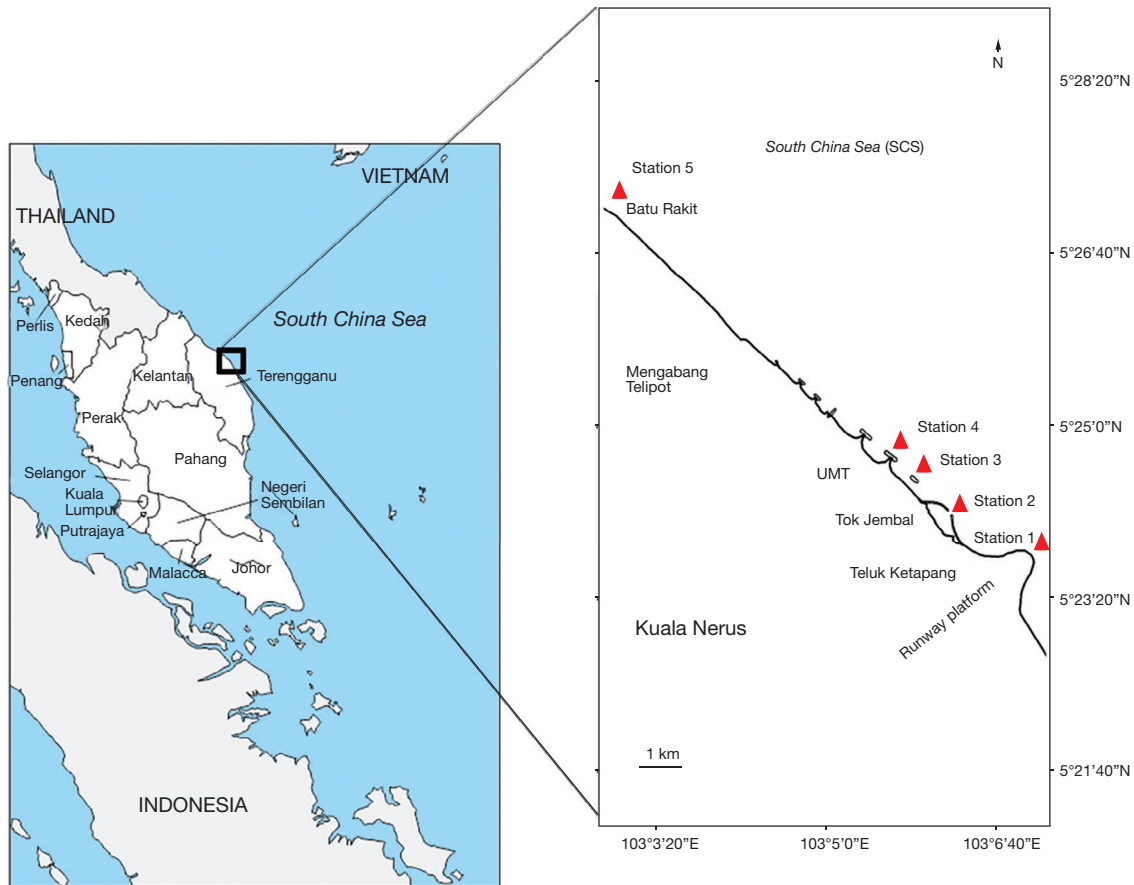 VIETNAM
THAILAND
South China Sea
Perlis
Kedah
Penang
Kelantan
Terengganu
Perak
Pahang
Selangor
Kuala
Lumpur
Negeri
Sembilan
Putrajaya
Malacca
Johor
INDONESIA
N
5°28’20”N
South China Sea (SCS)
Station 5
Batu Rakit
5°26’40”N
Mengabang
Telipot
Station 4
5°25’0”N
Station 3
UMT
Station 2
Tok Jembal
Station 1
Teluk Ketapang
5°23’20”N
Runway platform
Kuala Nerus
1 km
5°21’40”N
103°3’20”E
103°5’0”E
103°6’40”E